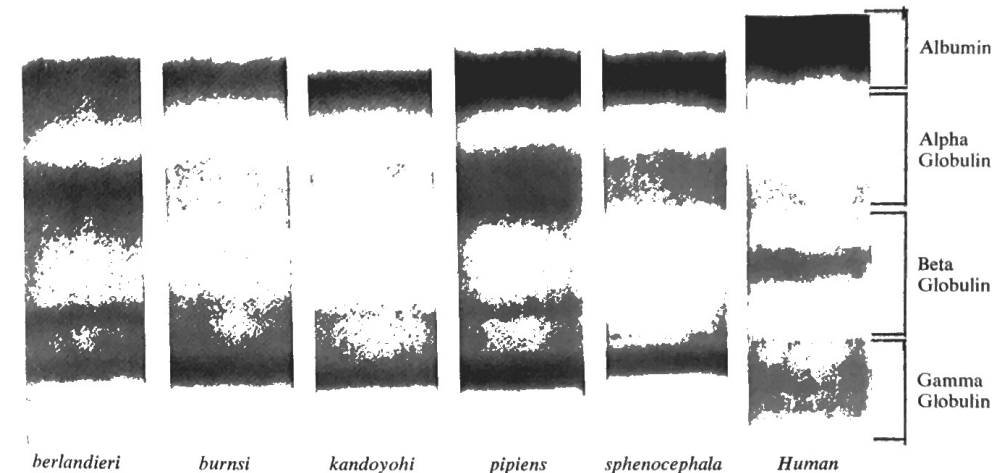 Albumin
Alpha
Globulin
Beta
Globulin
Gamma
Globulin
berlandieri
burnsi
kandoyohi
pipiens
sphenocephala
Human